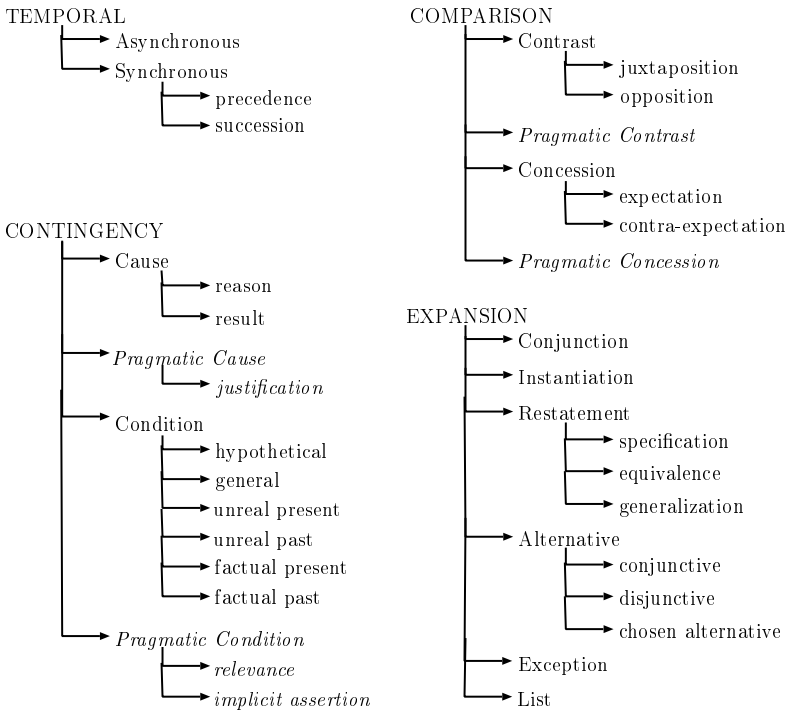 TEMPORAL
Asynchronous
Synchronous
precedence
succession
CONTINGENCY
Cause
reason
result
Pragmatic Cause
justification
Condition
hypothetical
general
unreal present
unreal past
factual present
factual past
Pragmatic Condition
relevance
implicit assertion
COMPARISON
Contrast
juxtaposition
opposition
Pragmatic Contrast
Concession
expectation
contra-expectation
Pragmatic Concession
EXPANSION
Conjunction
Instantiation
Restatement
specification
equivalence
generalization
Alternative
conjunctive
disjunctive
chosen alternative
Exception
List